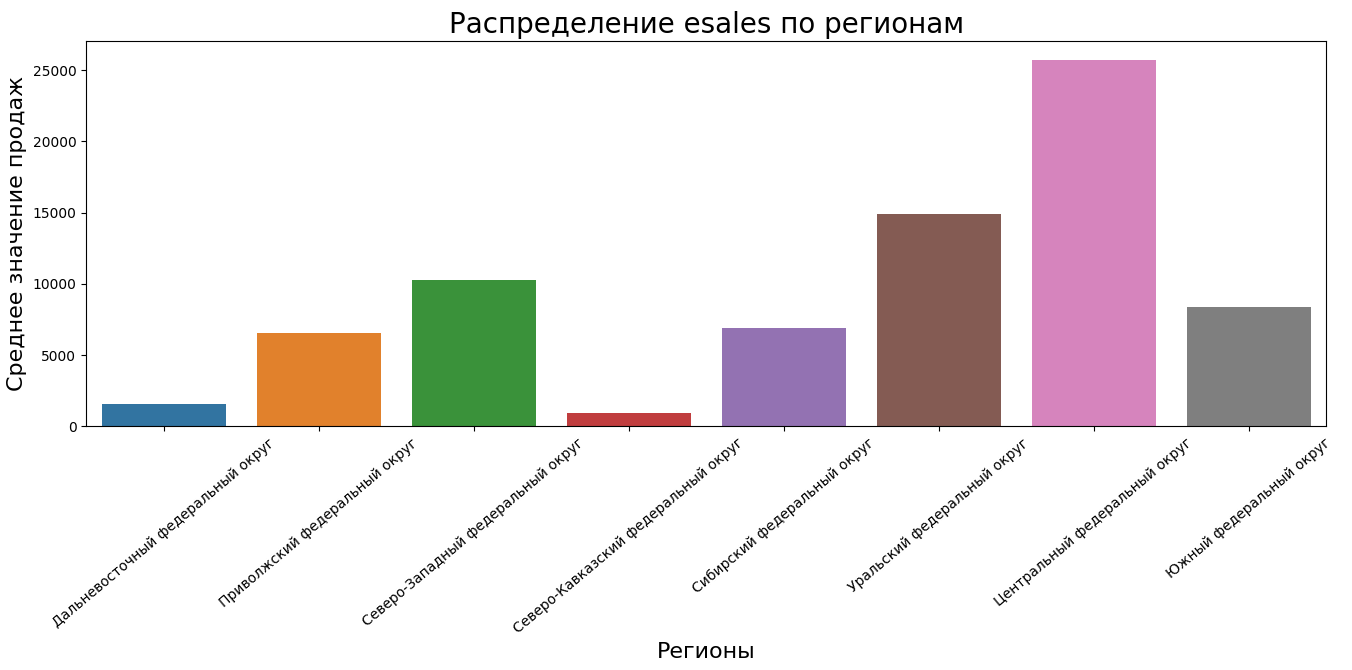 Распределение esales по регионам
Среднее значение продаж
25000
20000
15000
10000
5000
0
Дальневосточный федеральный округ
Приволжский федеральный округ
Северо-Западный федеральный округ
Северо-Кавказский федеральный округ
Сибирский федеральный округ
Уральский федеральный округ
Центральный федеральный округ
Южный федеральный округ
Регионы